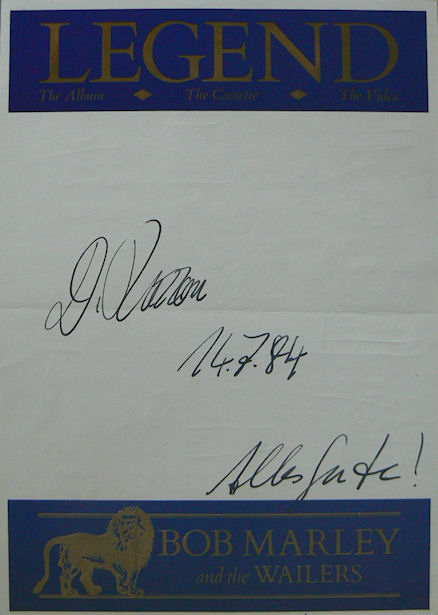 LEGEND
The Album ◆ The Cassette ◆ The Video
D.
14.7.84
Alles Gute!
BOB MARLEY
and the WAILERS